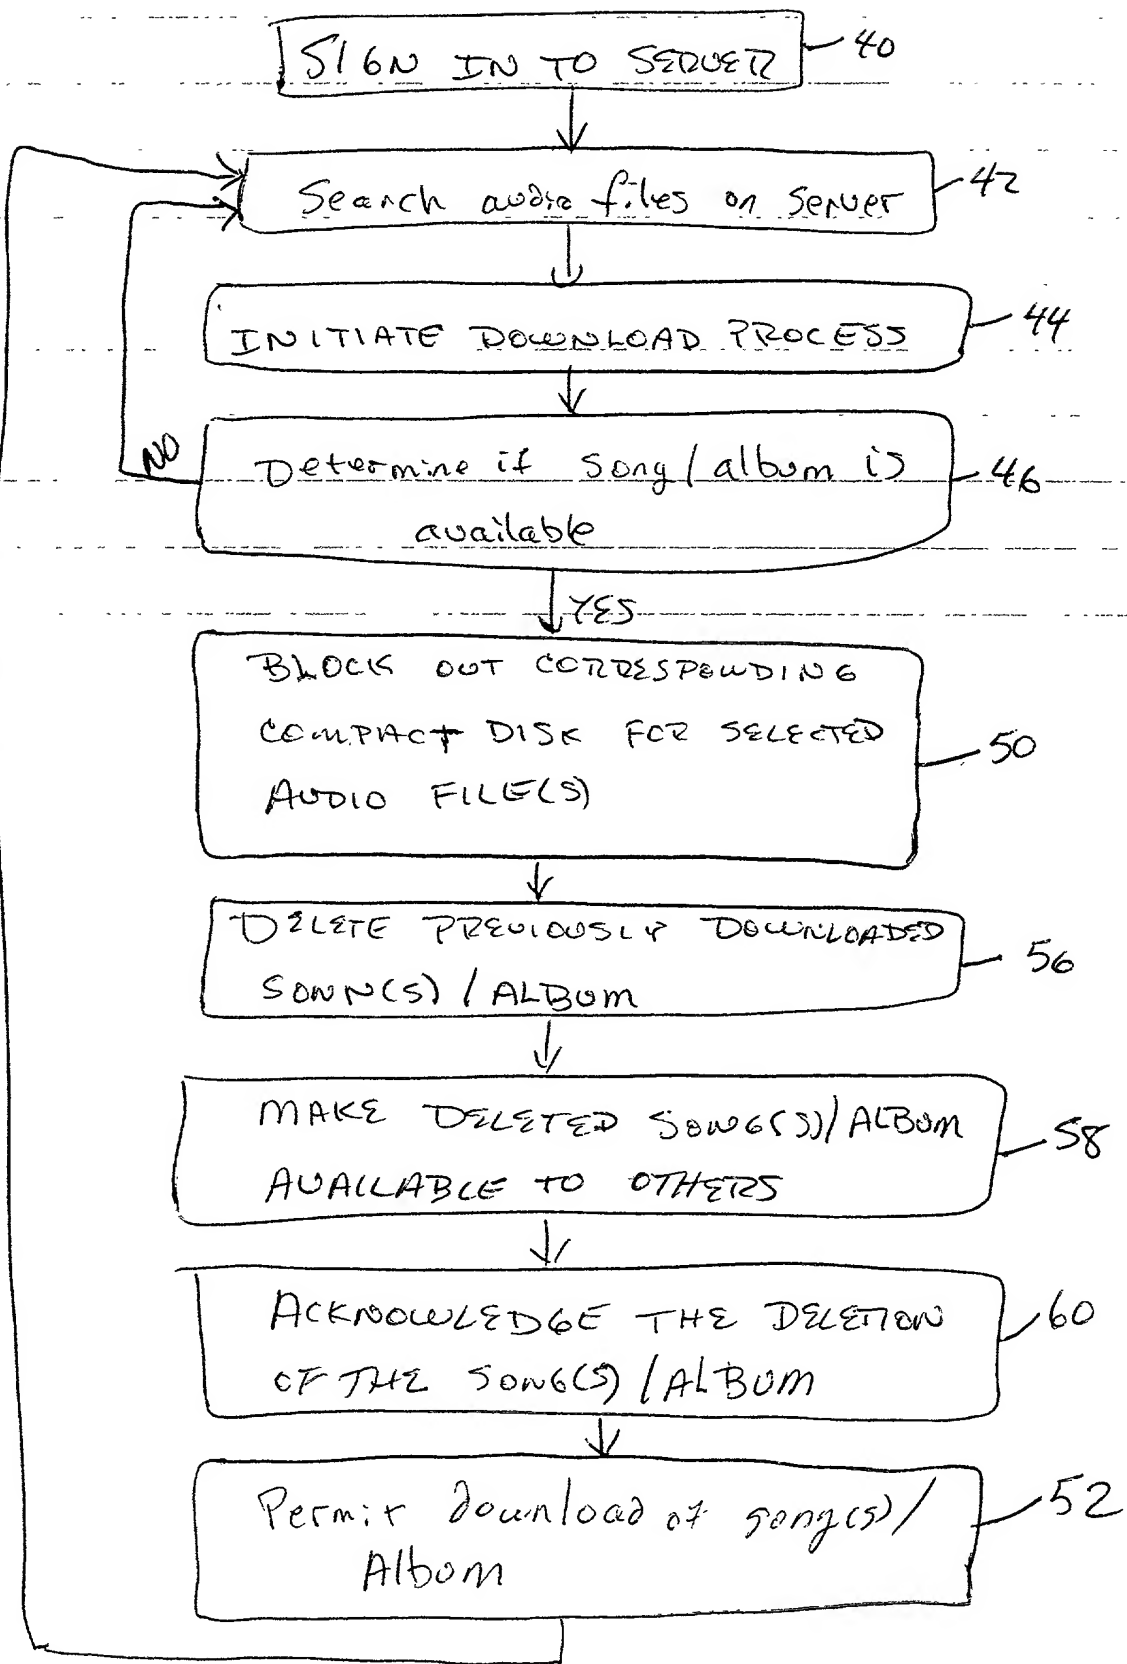 SIGN IN TO SERVER 40
Search audio files on server 42
INITIATE DOWNLOAD PROCESS 44
NO
Determine if song/album is 46
available
YES
BLOCK OUT CORRESPONDING
COMPACT DISK FOR SELECTED 50
AUDIO FILE(S)
DELETE PREVIOUSLY DOWNLOADED
SONN(S) / ALBUM 56
MAKE DELETED SONG(S)/ALBUM 58
AVAILABLE TO OTHERS
ACKNOWLEDGE THE DELETION 60
OF THE SONG(S) / ALBUM
Permit download of song(s)/ 52
Album